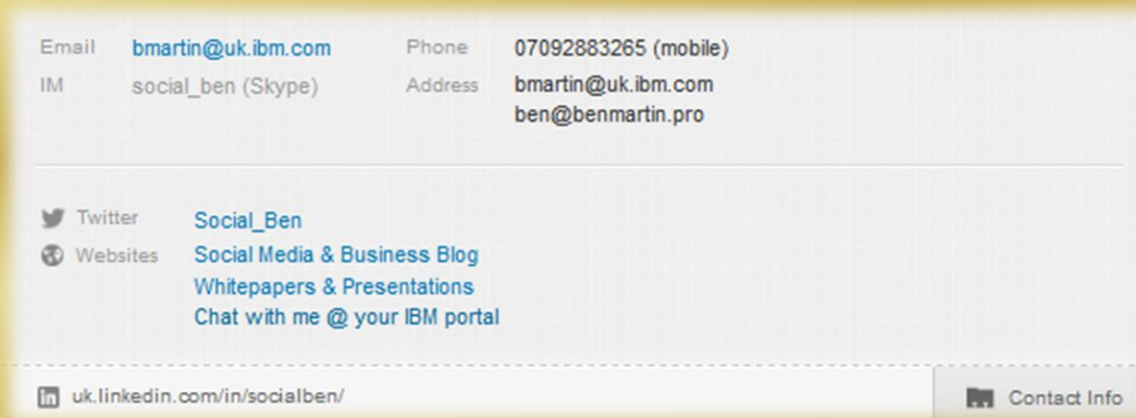 Email bmartin@uk.ibm.com Phone 07092883265 (mobile)
IM social_ben (Skype) Address bmartin@uk.ibm.com
ben@benmartin.pro
Twitter Social_Ben
Websites Social Media & Business Blog
Whitepapers & Presentations
Chat with me @ your IBM portal
in uk.linkedin.com/in/socialben/ Contact Info